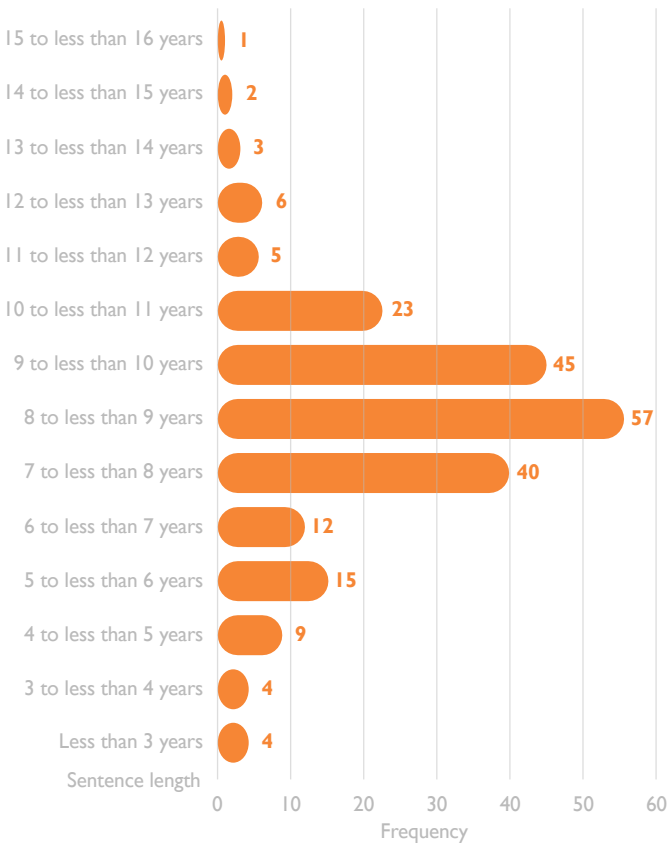 15 to less than 16 years 1
14 to less than 15 years 2
13 to less than 14 years 3
12 to less than 13 years 6
11 to less than 12 years 5
10 to less than 11 years 23
9 to less than 10 years 45
8 to less than 9 years 57
7 to less than 8 years 40
6 to less than 7 years 12
5 to less than 6 years 15
4 to less than 5 years 9
3 to less than 4 years 4
Less than 3 years 4
Sentence length
0 10 20 30 40 50 60
Frequency